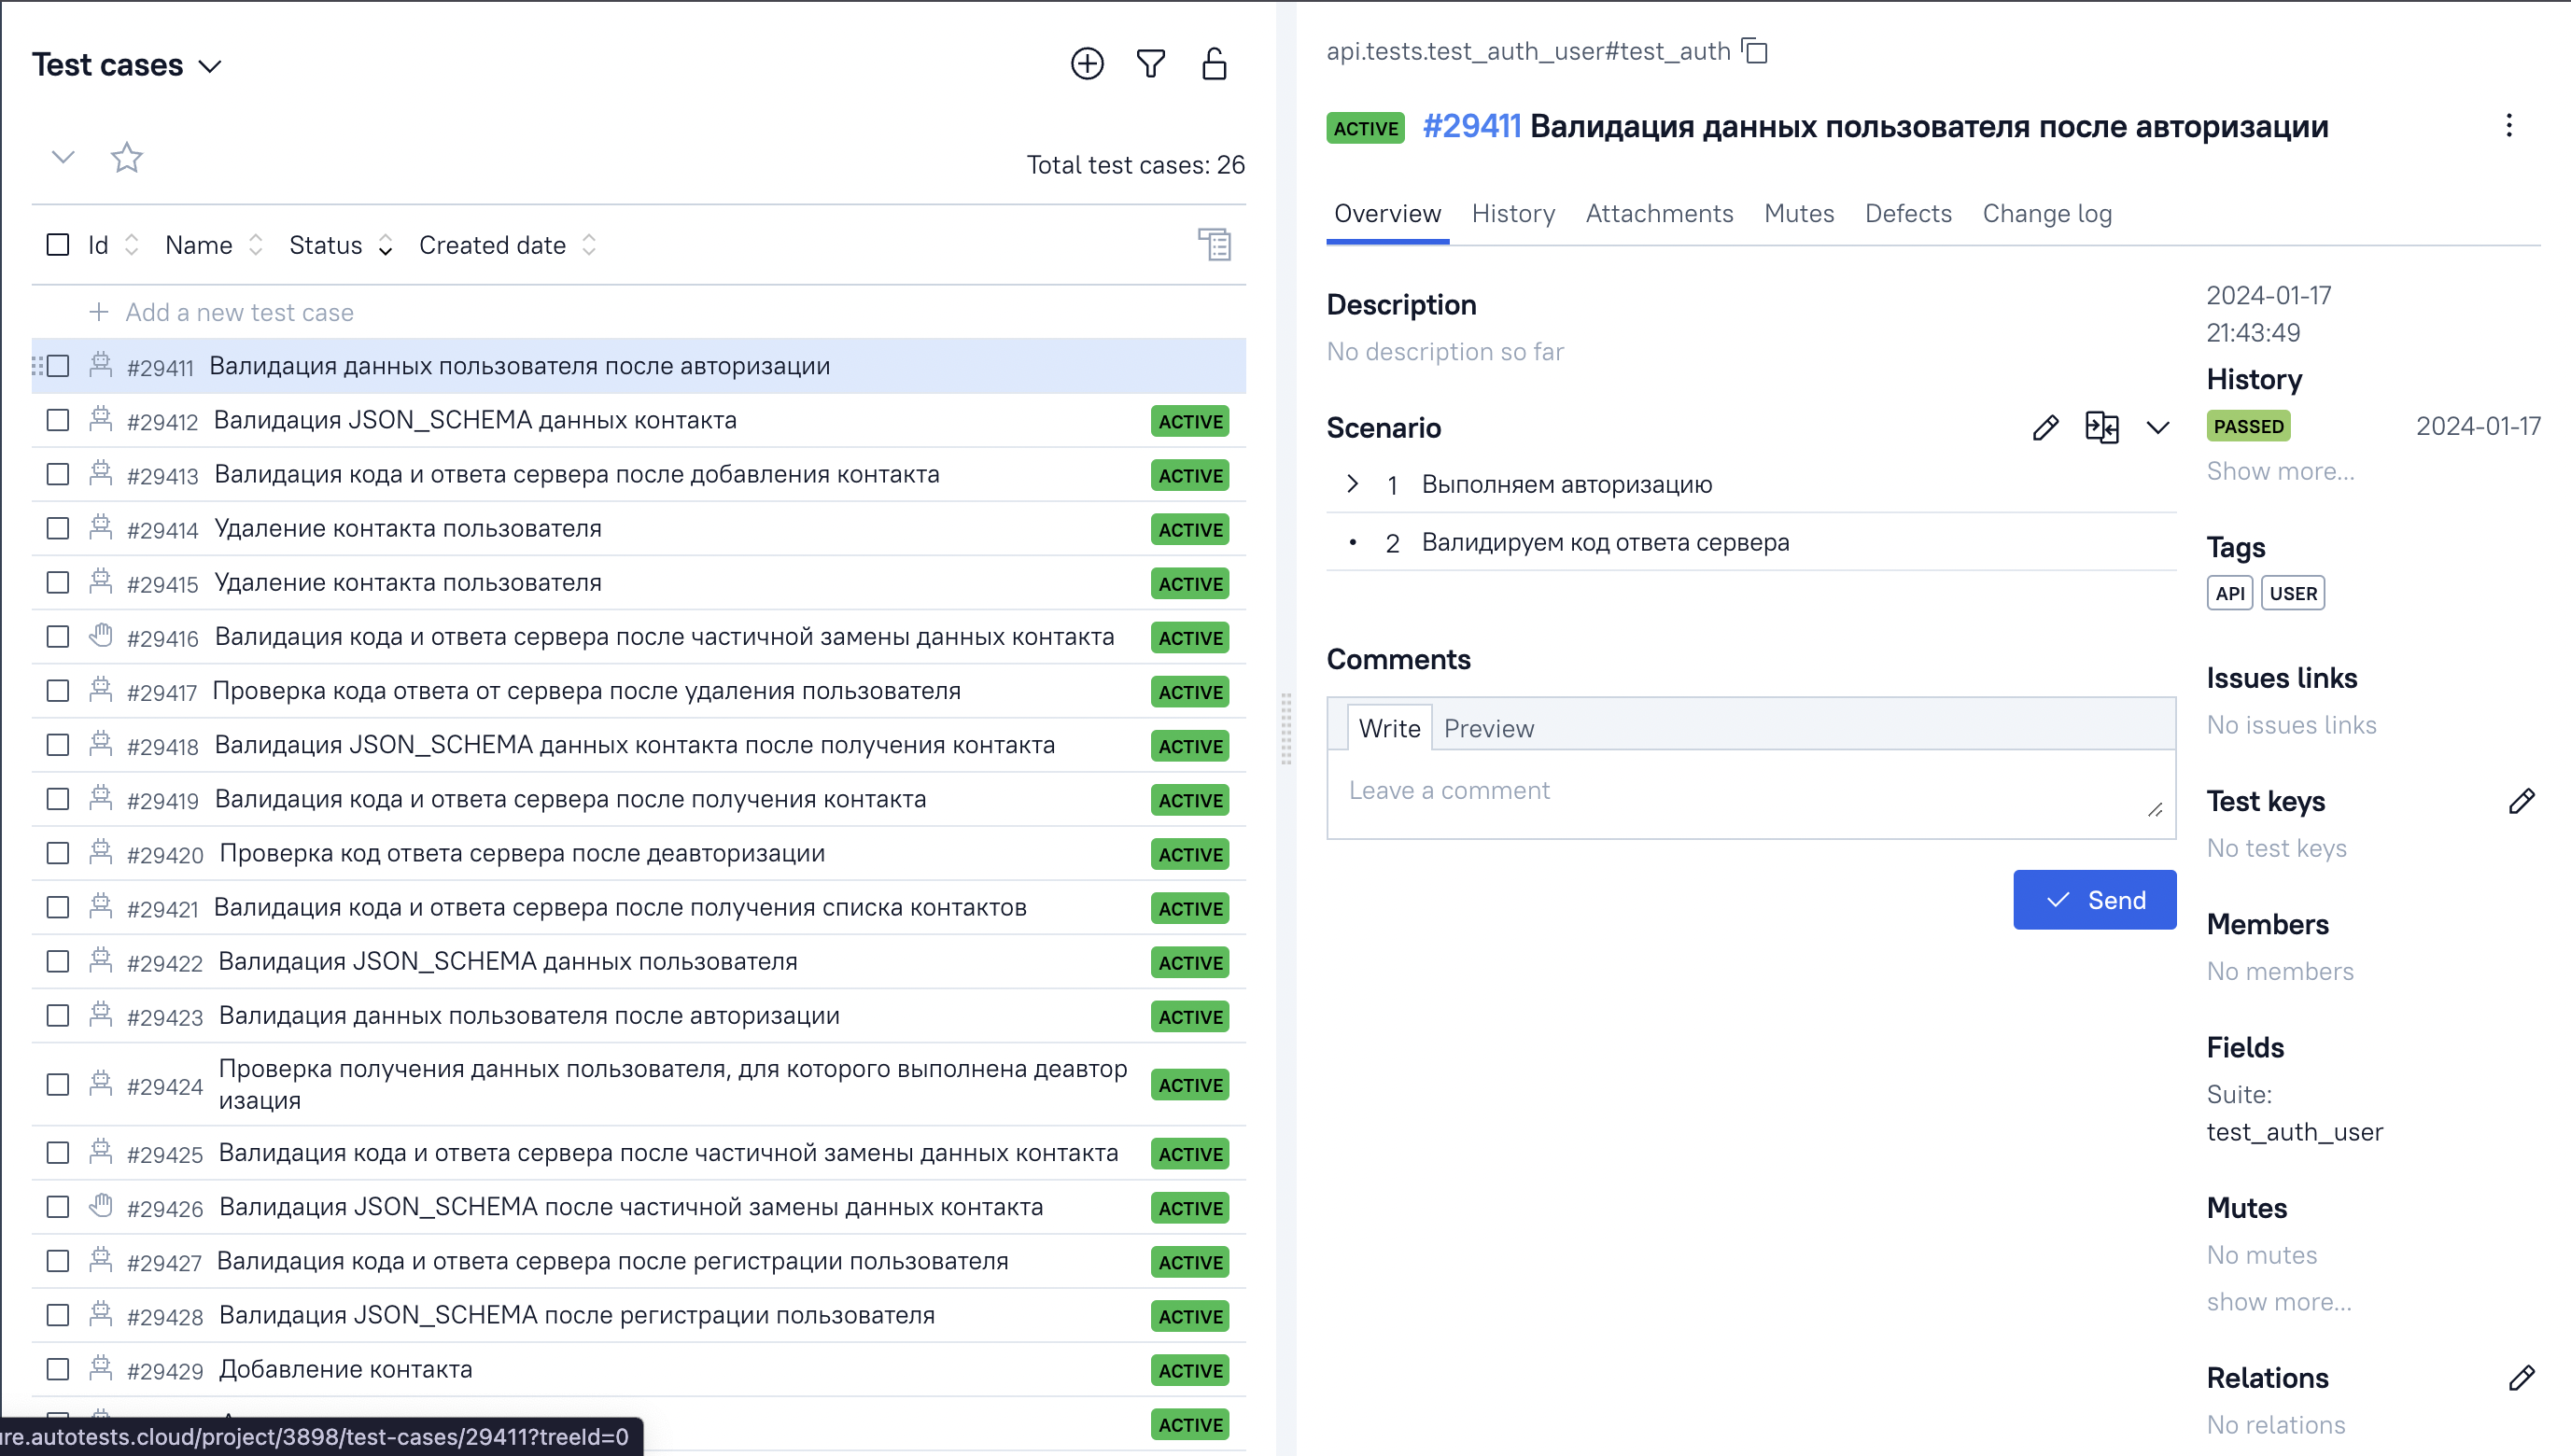 Test cases
Total test cases: 26
Id Name Status Created date
Add a new test case
#29411 Валидация данных пользователя после авторизации
#29412 Валидация JSON_SCHEMA данных контакта ACTIVE
#29413 Валидация кода и ответа сервера после добавления контакта ACTIVE
#29414 Удаление контакта пользователя ACTIVE
#29415 Удаление контакта пользователя ACTIVE
#29416 Валидация кода и ответа сервера после частичной замены данных контакта ACTIVE
#29417 Проверка кода ответа от сервера после удаления пользователя ACTIVE
#29418 Валидация JSON_SCHEMA данных контакта после получения контакта ACTIVE
#29419 Валидация кода и ответа сервера после получения контакта ACTIVE
#29420 Проверка код ответа сервера после деавторизации ACTIVE
#29421 Валидация кода и ответа сервера после получения списка контактов ACTIVE
#29422 Валидация JSON_SCHEMA данных пользователя ACTIVE
#29423 Валидация данных пользователя после авторизации ACTIVE
#29424 Проверка получения данных пользователя, для которого выполнена деавтор
изация ACTIVE
#29425 Валидация кода и ответа сервера после частичной замены данных контакта ACTIVE
#29426 Валидация JSON_SCHEMA после частичной замены данных контакта ACTIVE
#29427 Валидация кода и ответа сервера после регистрации пользователя ACTIVE
#29428 Валидация JSON_SCHEMA после регистрации пользователя ACTIVE
#29429 Добавление контакта ACTIVE
ACTIVE
ure.autotests.cloud/project/3898/test-cases/29411?treeId=0
api.tests.test_auth_user#test_auth
ACTIVE #29411 Валидация данных пользователя после авторизации
Overview History Attachments Mutes Defects Change log
Description
No description so far
Scenario
1 Выполняем авторизацию
2 Валидируем код ответа сервера
Comments
Write Preview
Leave a comment
Send
2024-01-17
21:43:49
History
PASSED 2024-01-17
Show more...
Tags
API USER
Issues links
No issues links
Test keys
No test keys
Members
No members
Fields
Suite:
test_auth_user
Mutes
No mutes
show more...
Relations
No relations